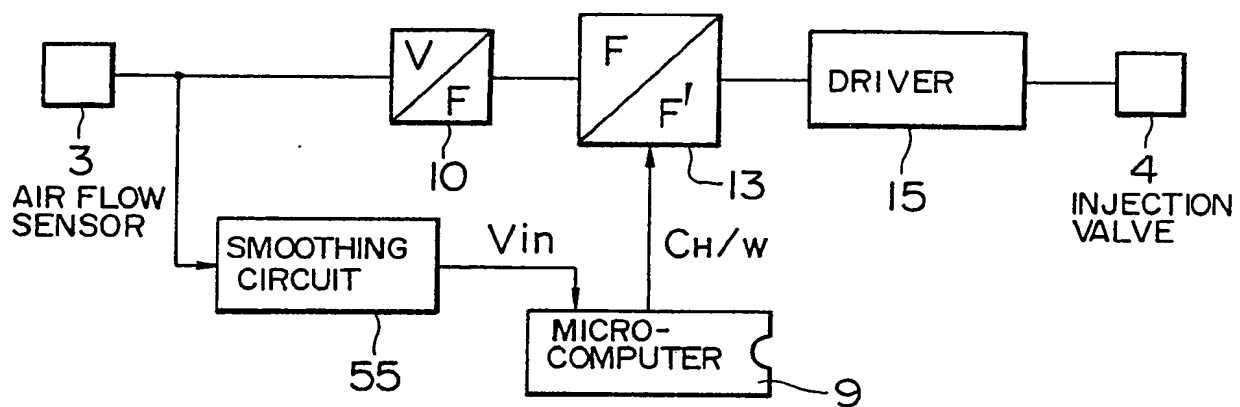 V
F
F
F'
DRIVER
3
AIR FLOW
SENSOR
10
13
15
4
INJECTION
VALVE
SMOOTHING
CIRCUIT
Vin
CH/W
55
MICRO-
COMPUTER
9